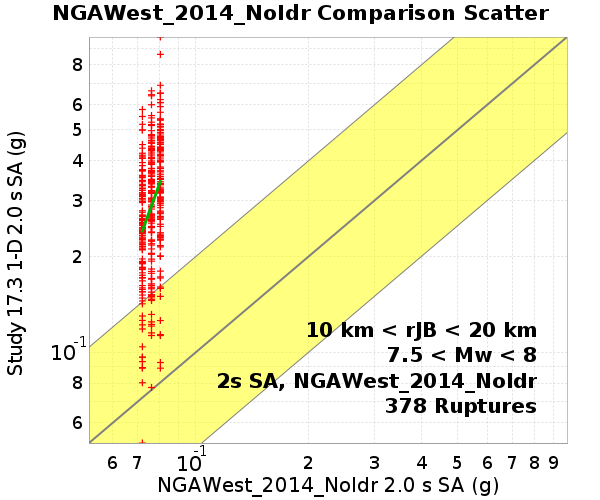 NGAWest_2014_NoIdr Comparison Scatter
8
6
5
4
3
2
10-1
8
6
Study 17.3 1-D 2.0 s SA (g)
10 km < rJB < 20 km
7.5 < Mw < 8
2s SA, NGAWest_2014_NoIdr
378 Ruptures
6 7 10-1 2 3 4 5 6 7 8 9
NGAWest_2014_NoIdr 2.0 s SA (g)